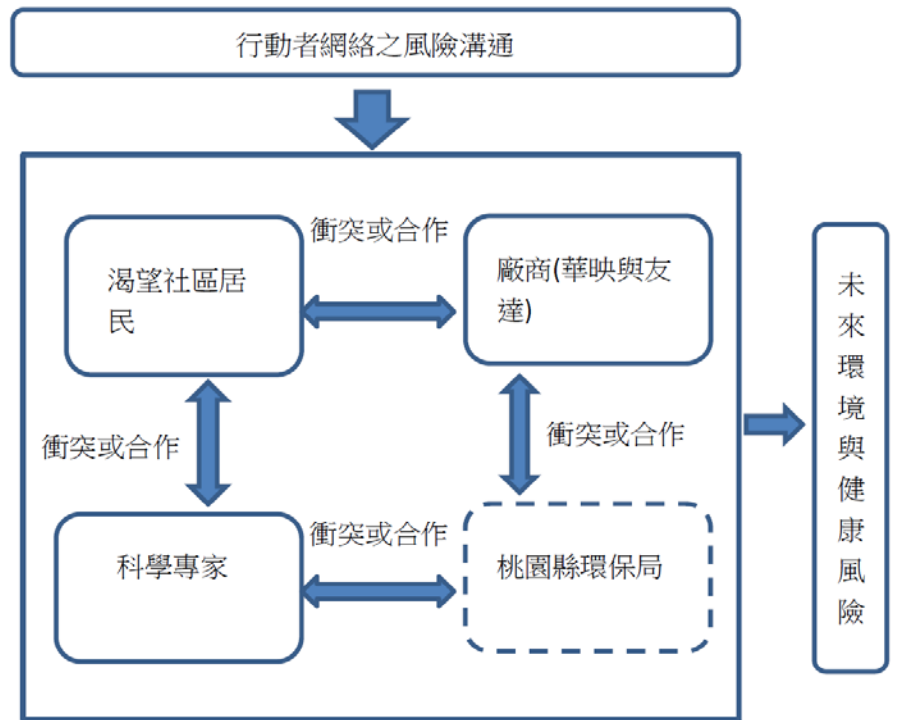 行動者網絡之風險溝通
衝突或合作
渴望社區居
民
廠商(華映與友
達)
衝突或合作
衝突或合作
衝突或合作
科學專家
桃園縣環保局
未來環境與健康風險